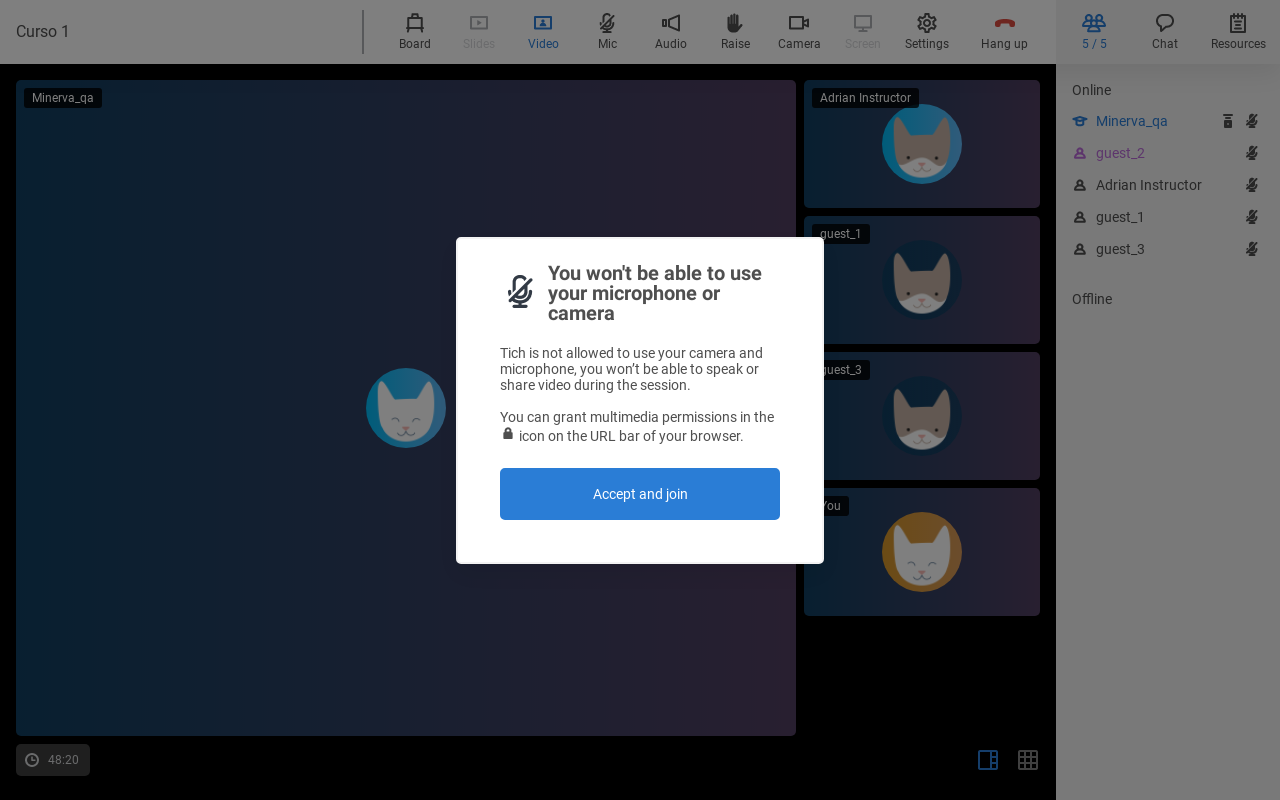 Curso 1
Board
Slides
Video
Mic
Audio
Raise
Camera
Screen
Settings
Hang up
5 / 5
Chat
Resources
Minerva_qa
Adrian Instructor
guest_1
guest_3
You
Online
Minerva_qa
guest_2
Adrian Instructor
guest_1
guest_3
Offline
You won't be able to use
your microphone or
camera
Tich is not allowed to use your camera and
microphone, you won’t be able to speak or
share video during the session.
You can grant multimedia permissions in the
icon on the URL bar of your browser.
Accept and join
48:20